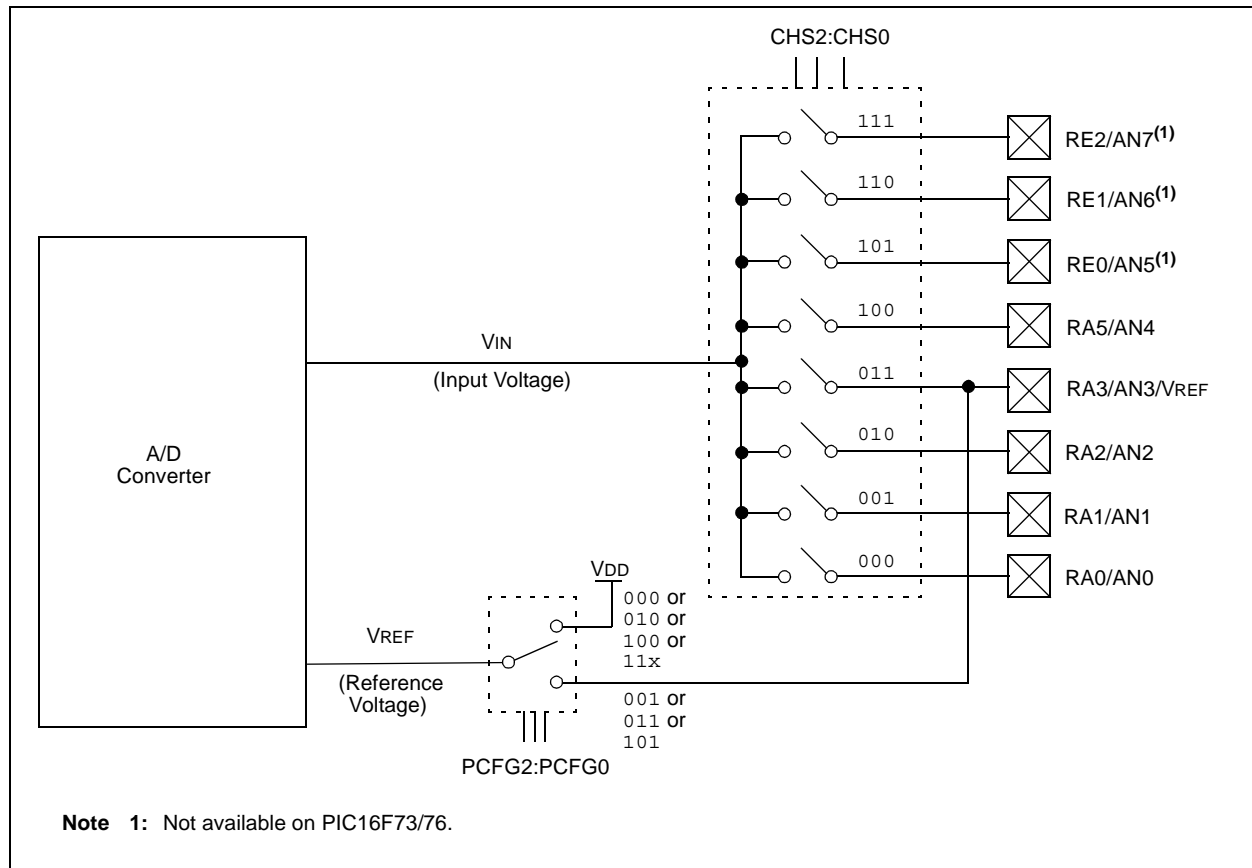 CHS2:CHS0
111
RE2/AN7(1)
110
RE1/AN6(1)
101
RE0/AN5(1)
100
RA5/AN4
VIN
(Input Voltage)
011
RA3/AN3/VREF
A/D
Converter
010
RA2/AN2
001
RA1/AN1
000
RA0/AN0
VDD
000 or
010 or
100 or
11x
VREF
(Reference
Voltage)
001 or
011 or
101
PCFG2:PCFG0
Note 1: Not available on PIC16F73/76.